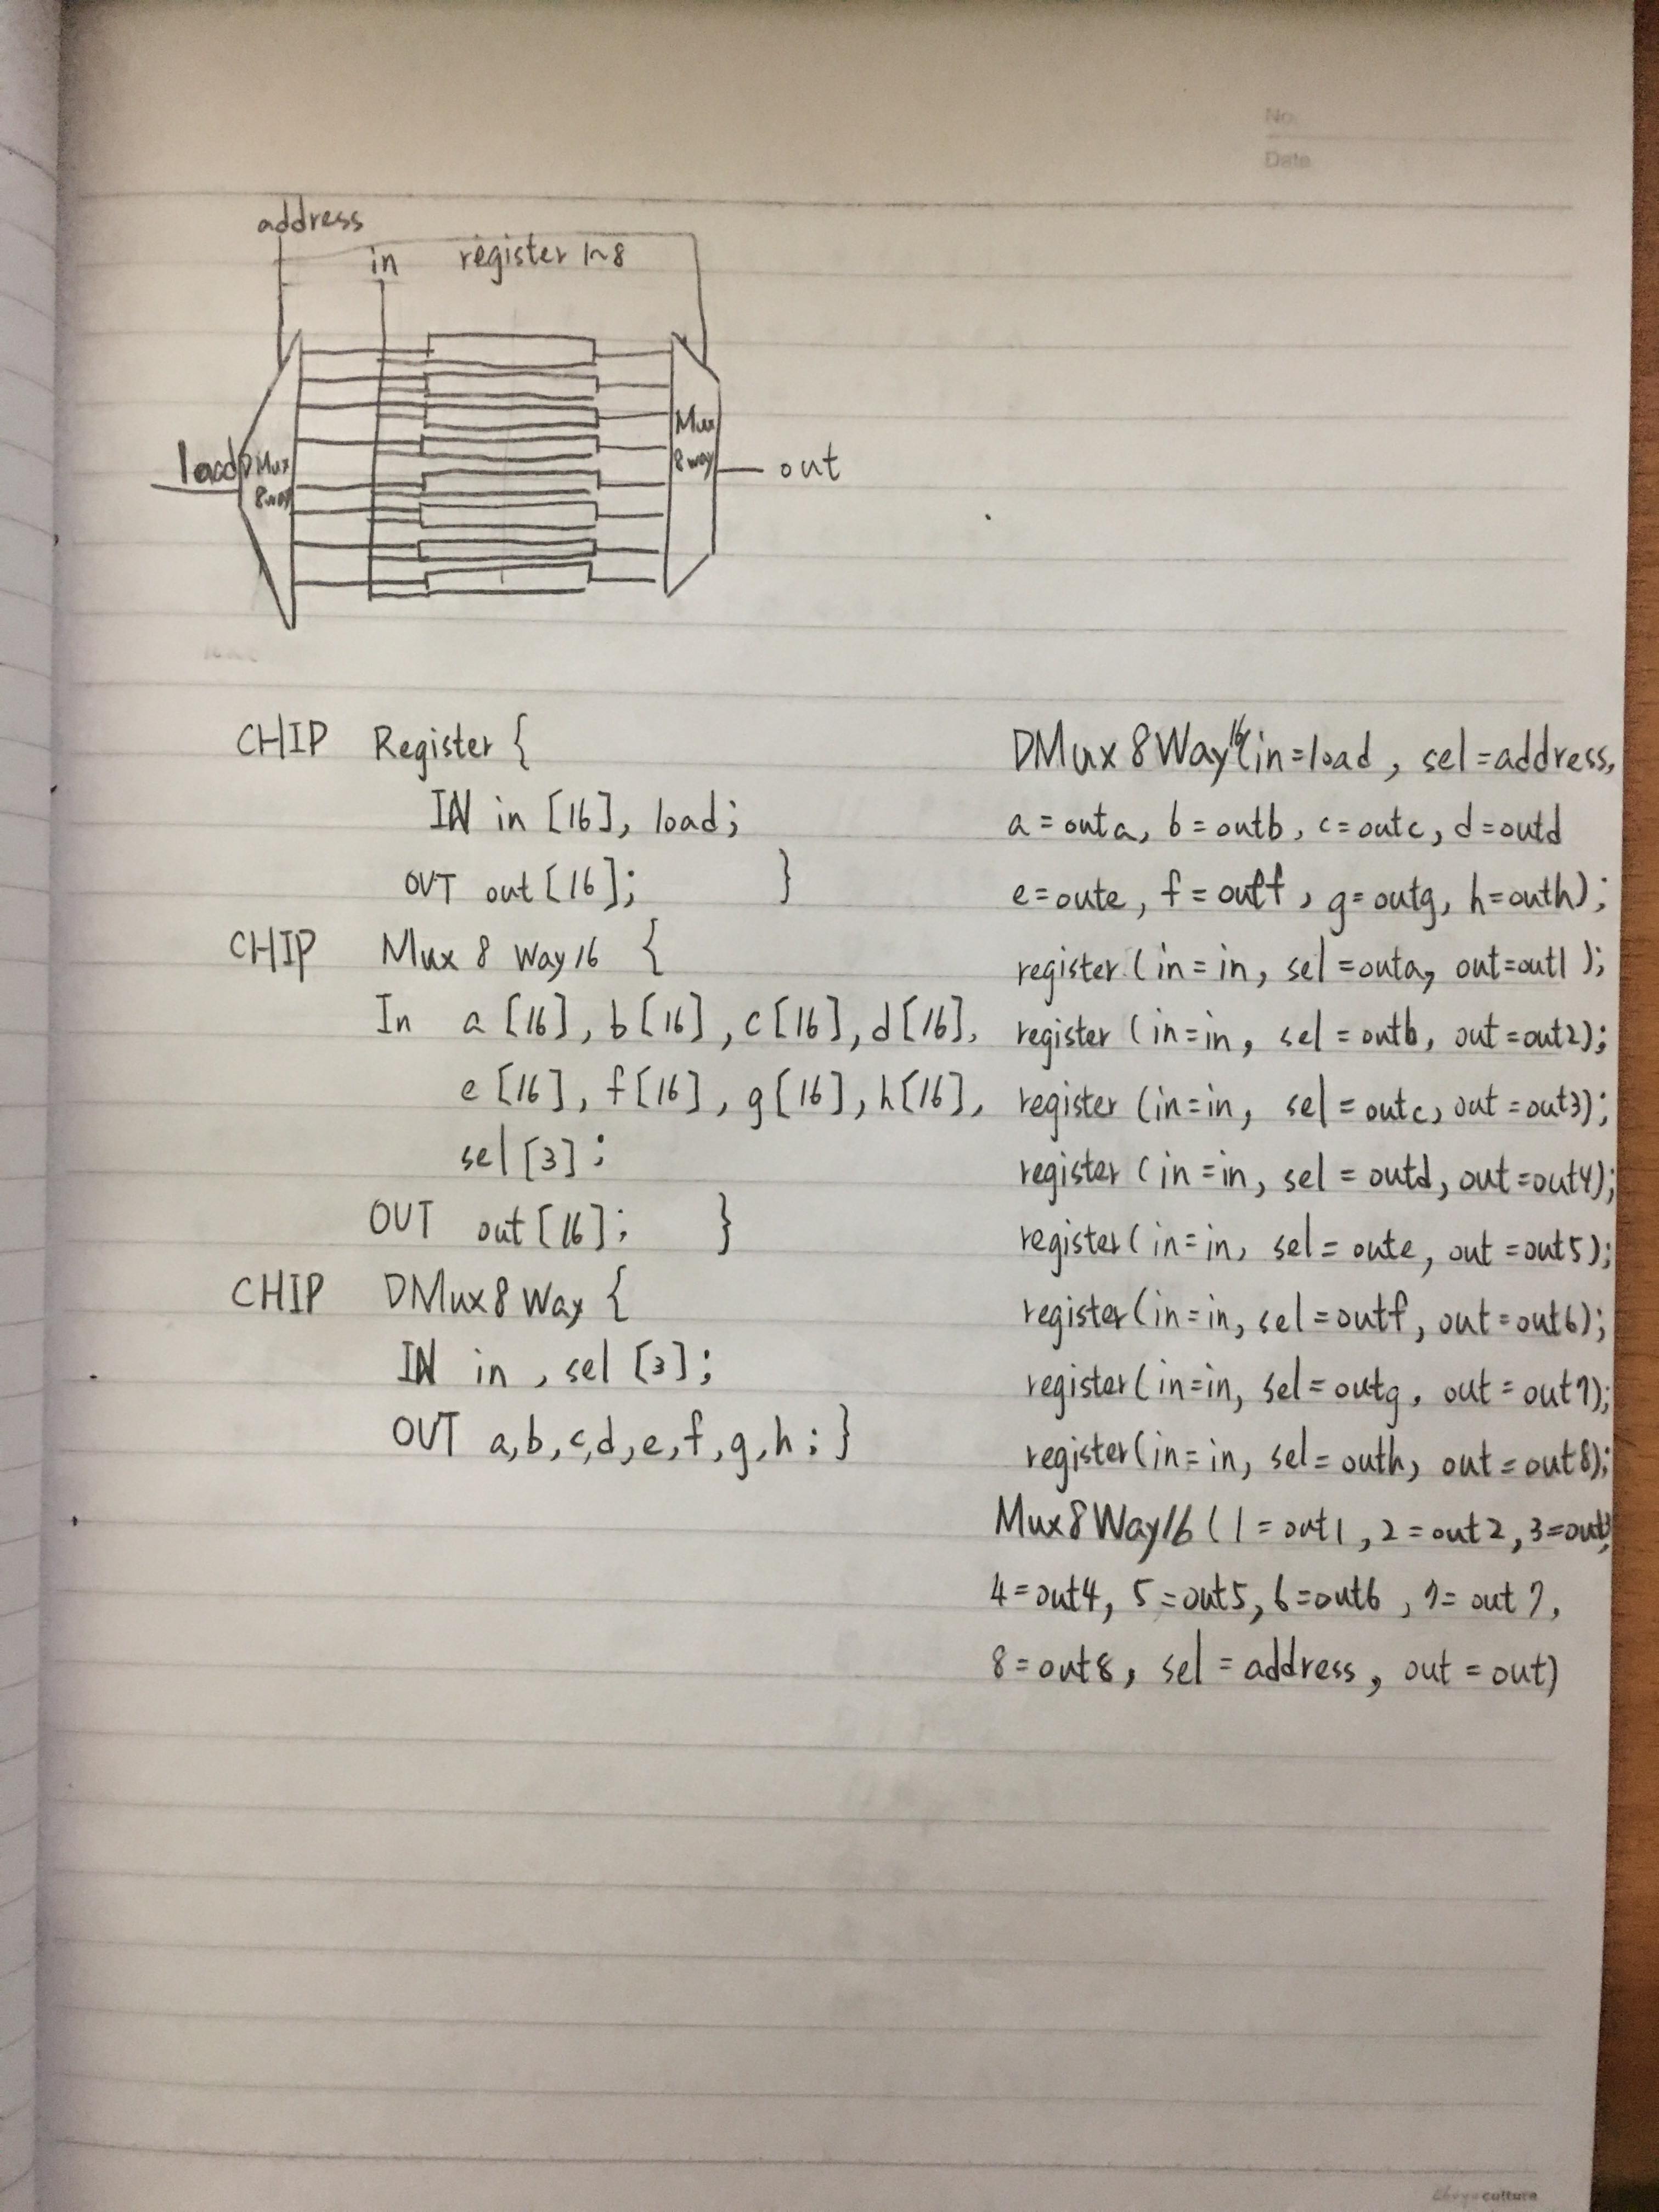 No.
Date
address
in register 1~8
Mux
8way
load DMux
8way
out
CHIP Register {
IN in [16], load;
OUT out [16]; }
CHIP Mux 8 Way 16 {
In a [16], b [16], c [16], d [16],
e [16], f [16], g [16], h [16],
sel [3];
OUT out [16]; }
CHIP DMux 8 Way {
IN in, sel [3];
OUT a, b, c, d, e, f, g, h; }
DMux 8 Way16(in=load, sel=address,
a=outa, b=outb, c=outc, d=outd
e=oute, f=outf, g=outg, h=outh);
register (in=in, sel=outa, out=out1);
register (in=in, sel=outb, out=out2);
register (in=in, sel=outc, out=out3);
register (in=in, sel=outd, out=out4);
register (in=in, sel=oute, out=out5);
register (in=in, sel=outf, out=out6);
register (in=in, sel=outg, out=out7);
register (in=in, sel=outh, out=out8);
Mux8Way16 (1=out1, 2=out2, 3=out3,
4=out4, 5=out5, 6=out6, 7=out7,
8=out8, sel=address, out=out)
culture